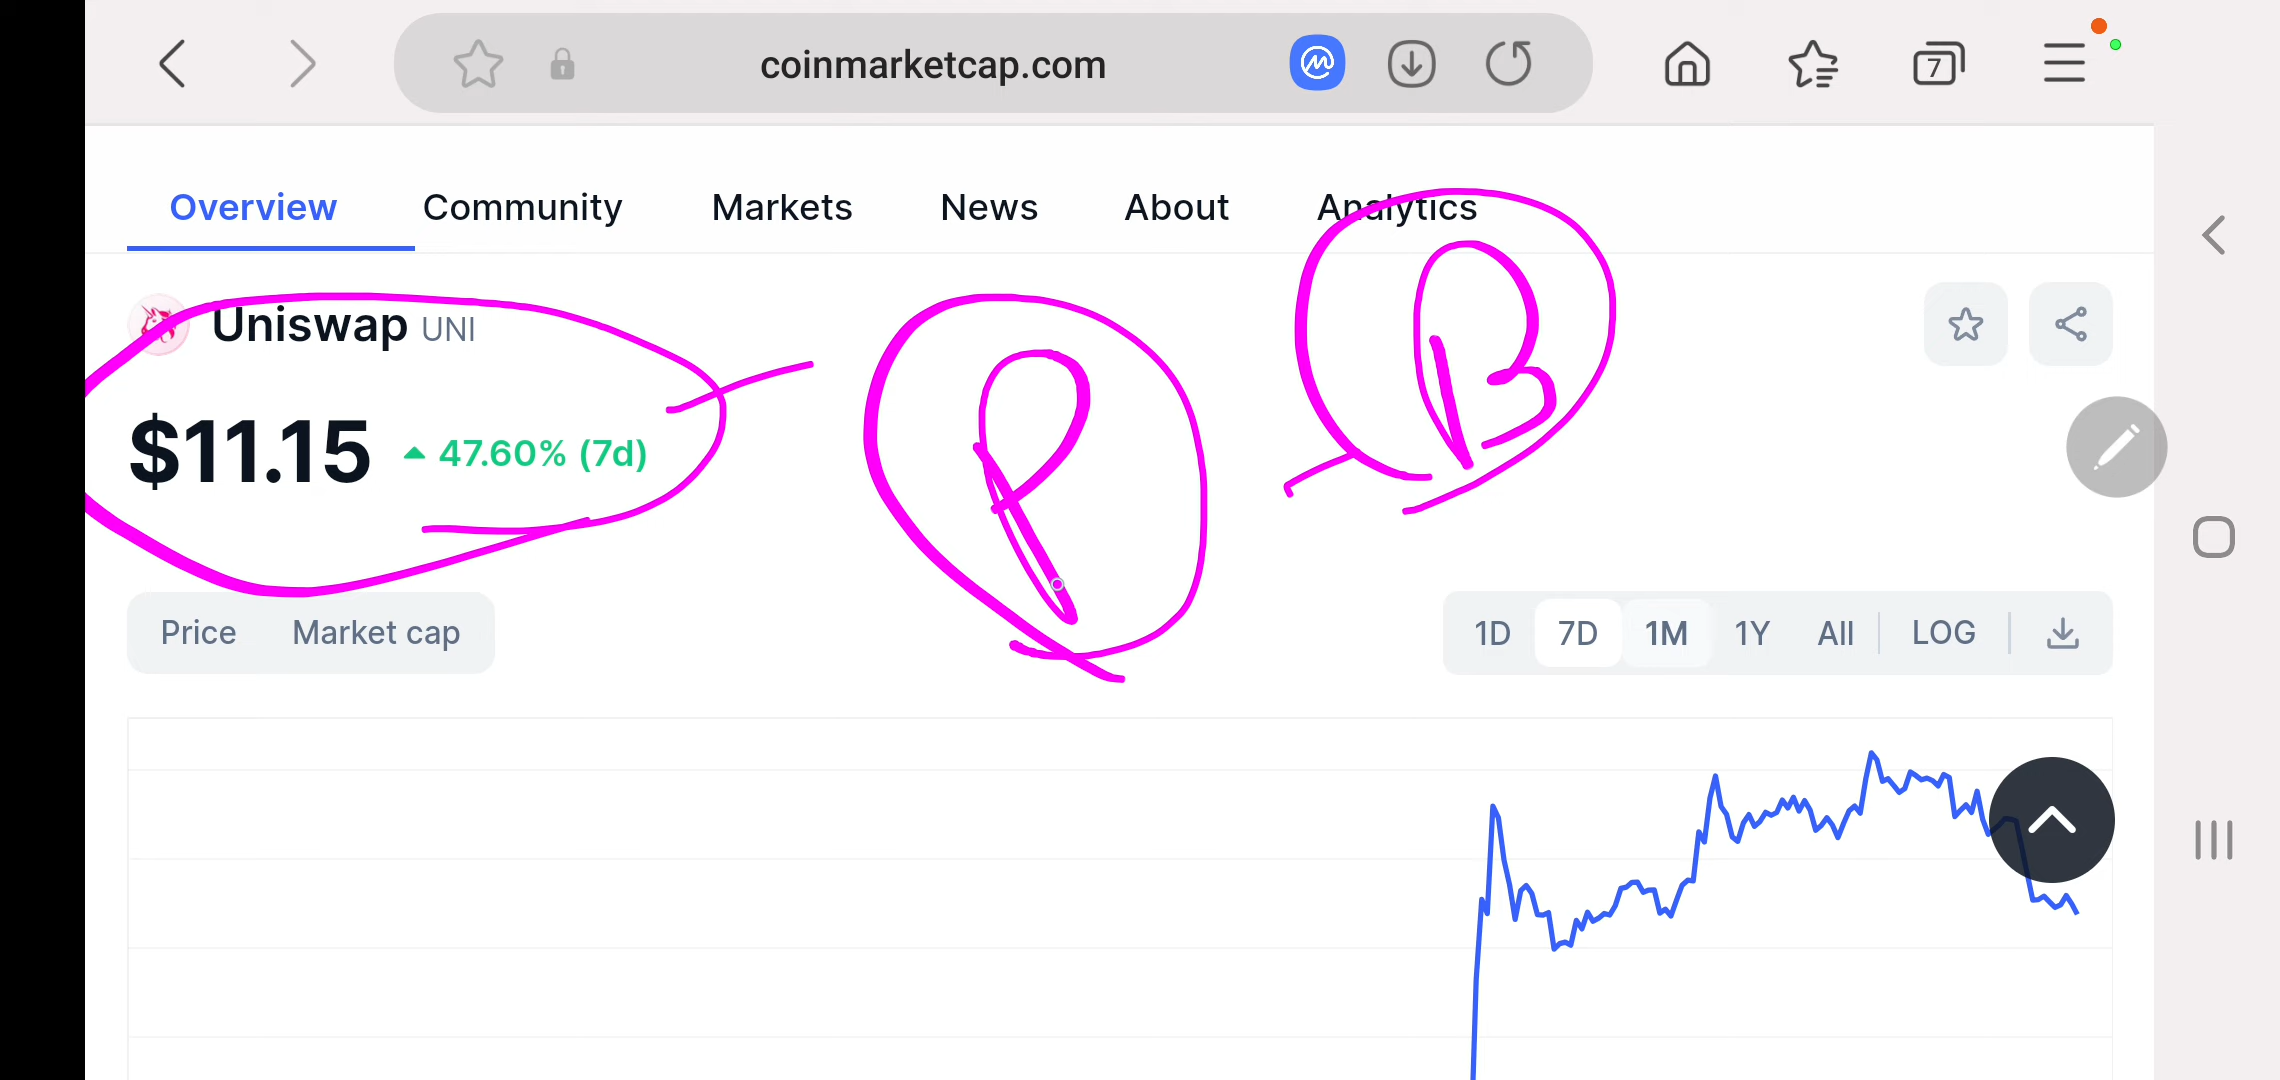 coinmarketcap.com
7
Overview Community Markets News About Analytics
Uniswap UNI
$11.15 47.60% (7d)
P
B
Price Market cap
1D 7D 1M 1Y All LOG